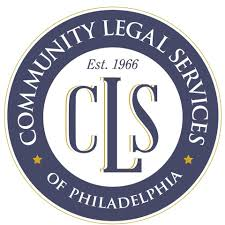 COMMUNITY LEGAL SERVICES
OF PHILADELPHIA
Est. 1966
CLS